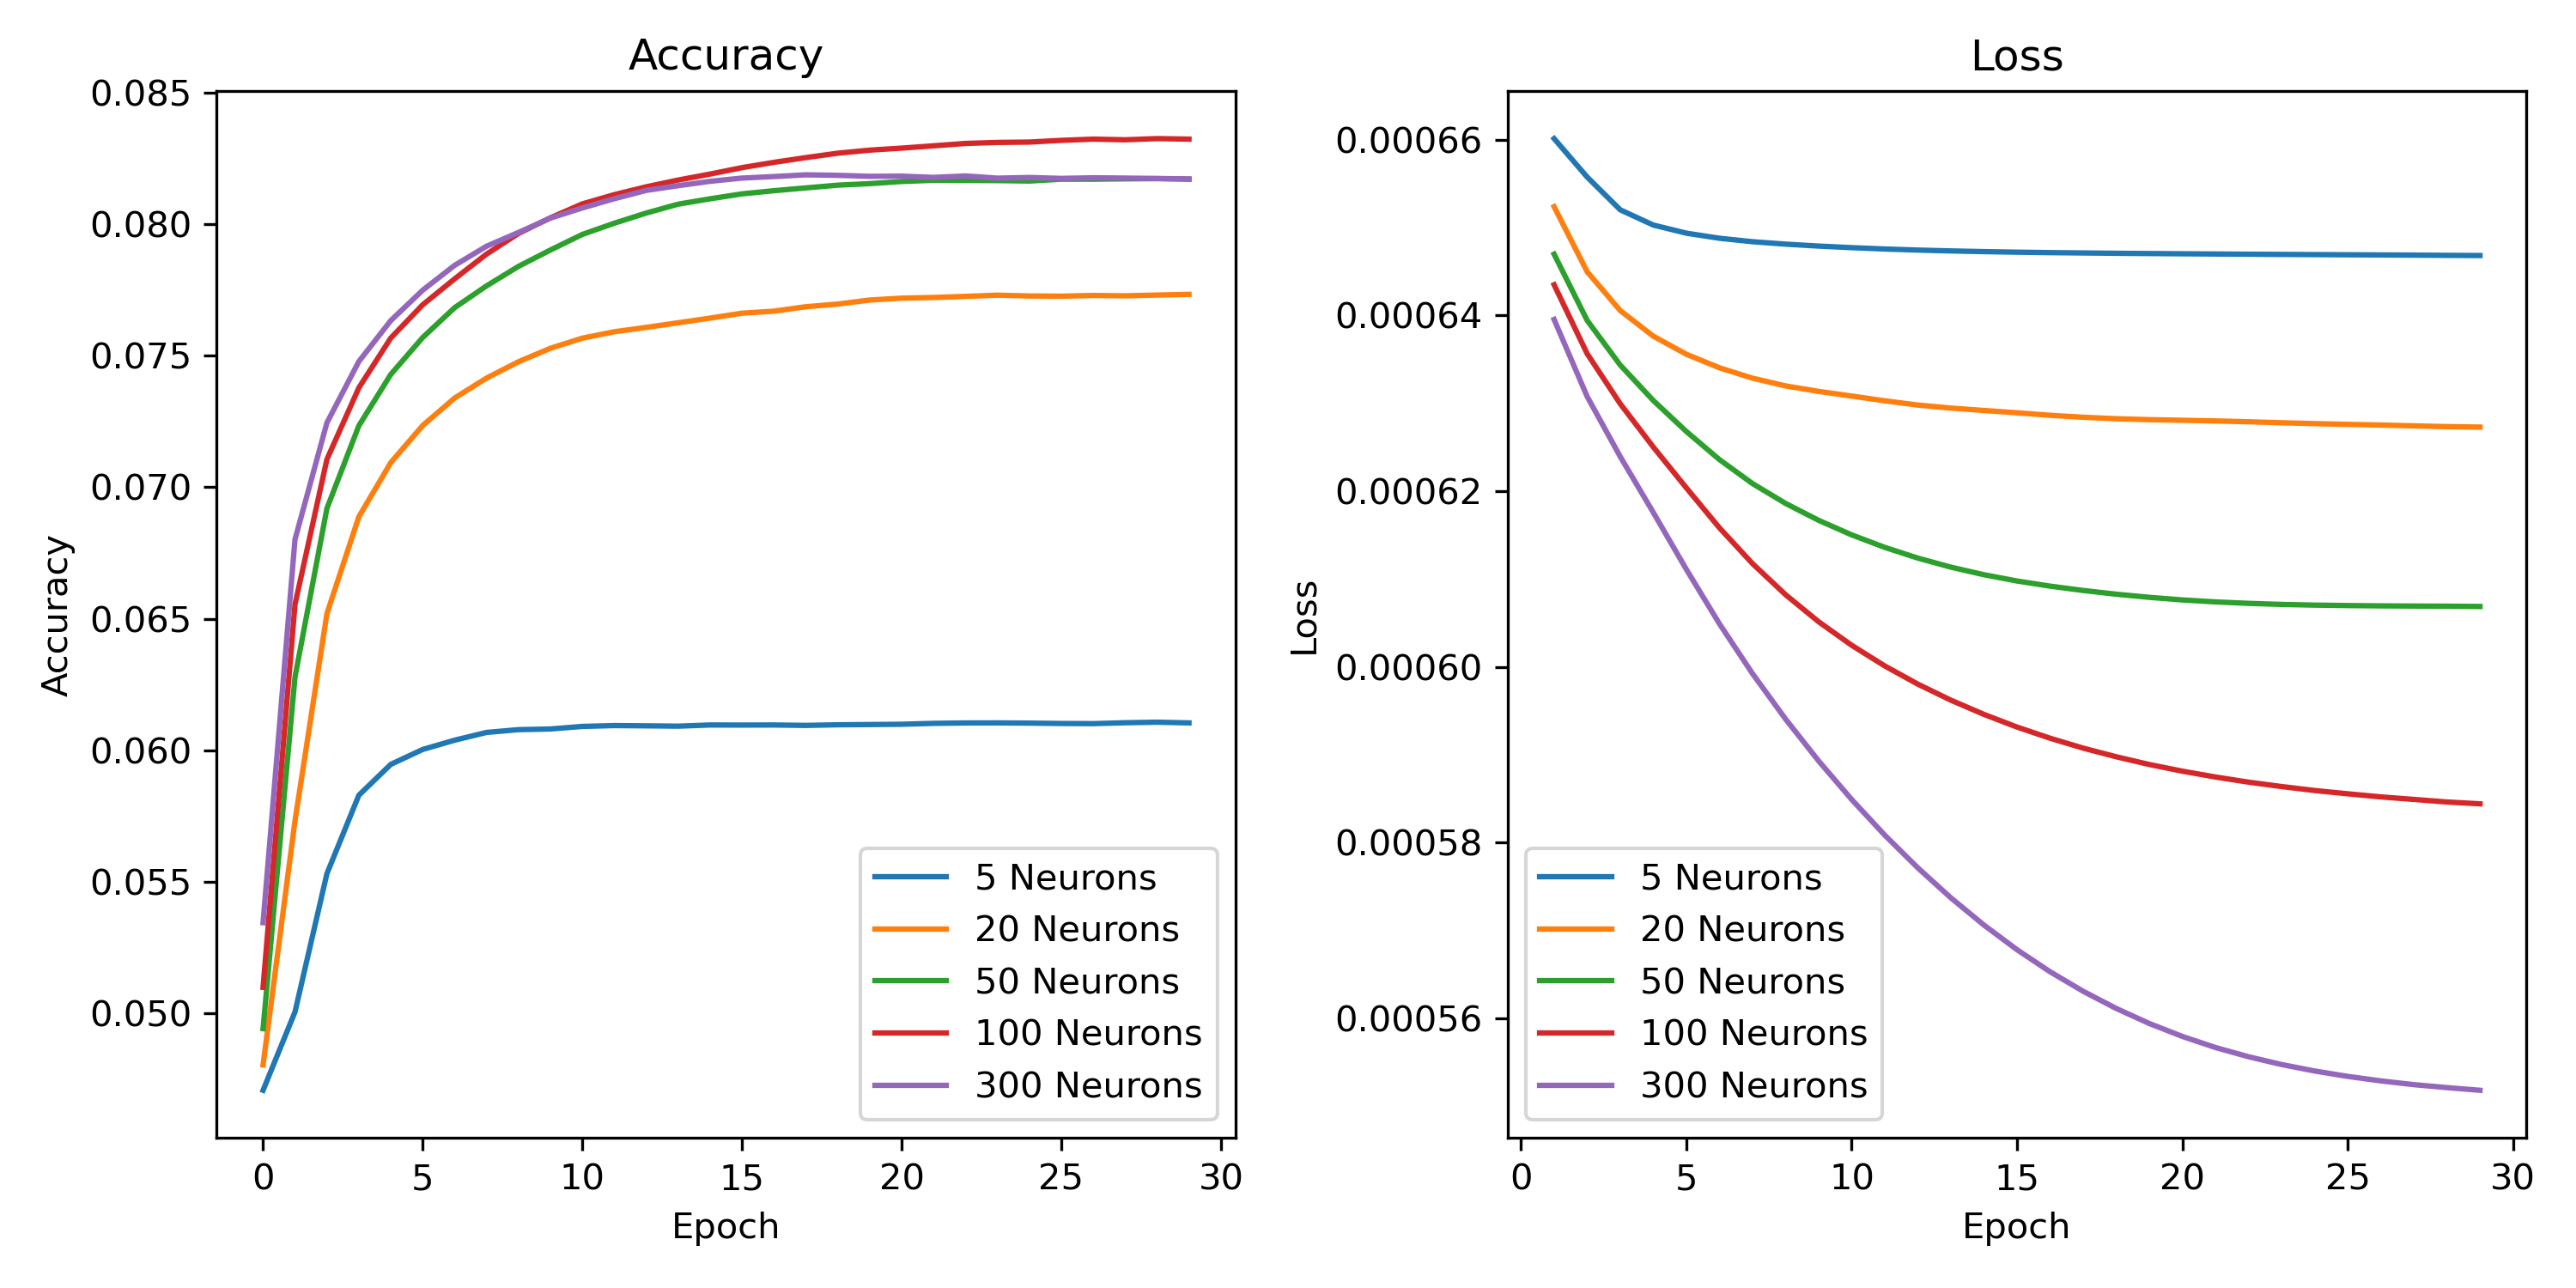 Accuracy
0.085
0.080
0.075
0.070
0.065
0.060
0.055
0.050
Accuracy
5 Neurons
20 Neurons
50 Neurons
100 Neurons
300 Neurons
0 5 10 15 20 25 30
Epoch
Loss
0.00066
0.00064
0.00062
0.00060
0.00058
0.00056
Loss
5 Neurons
20 Neurons
50 Neurons
100 Neurons
300 Neurons
0 5 10 15 20 25 30
Epoch